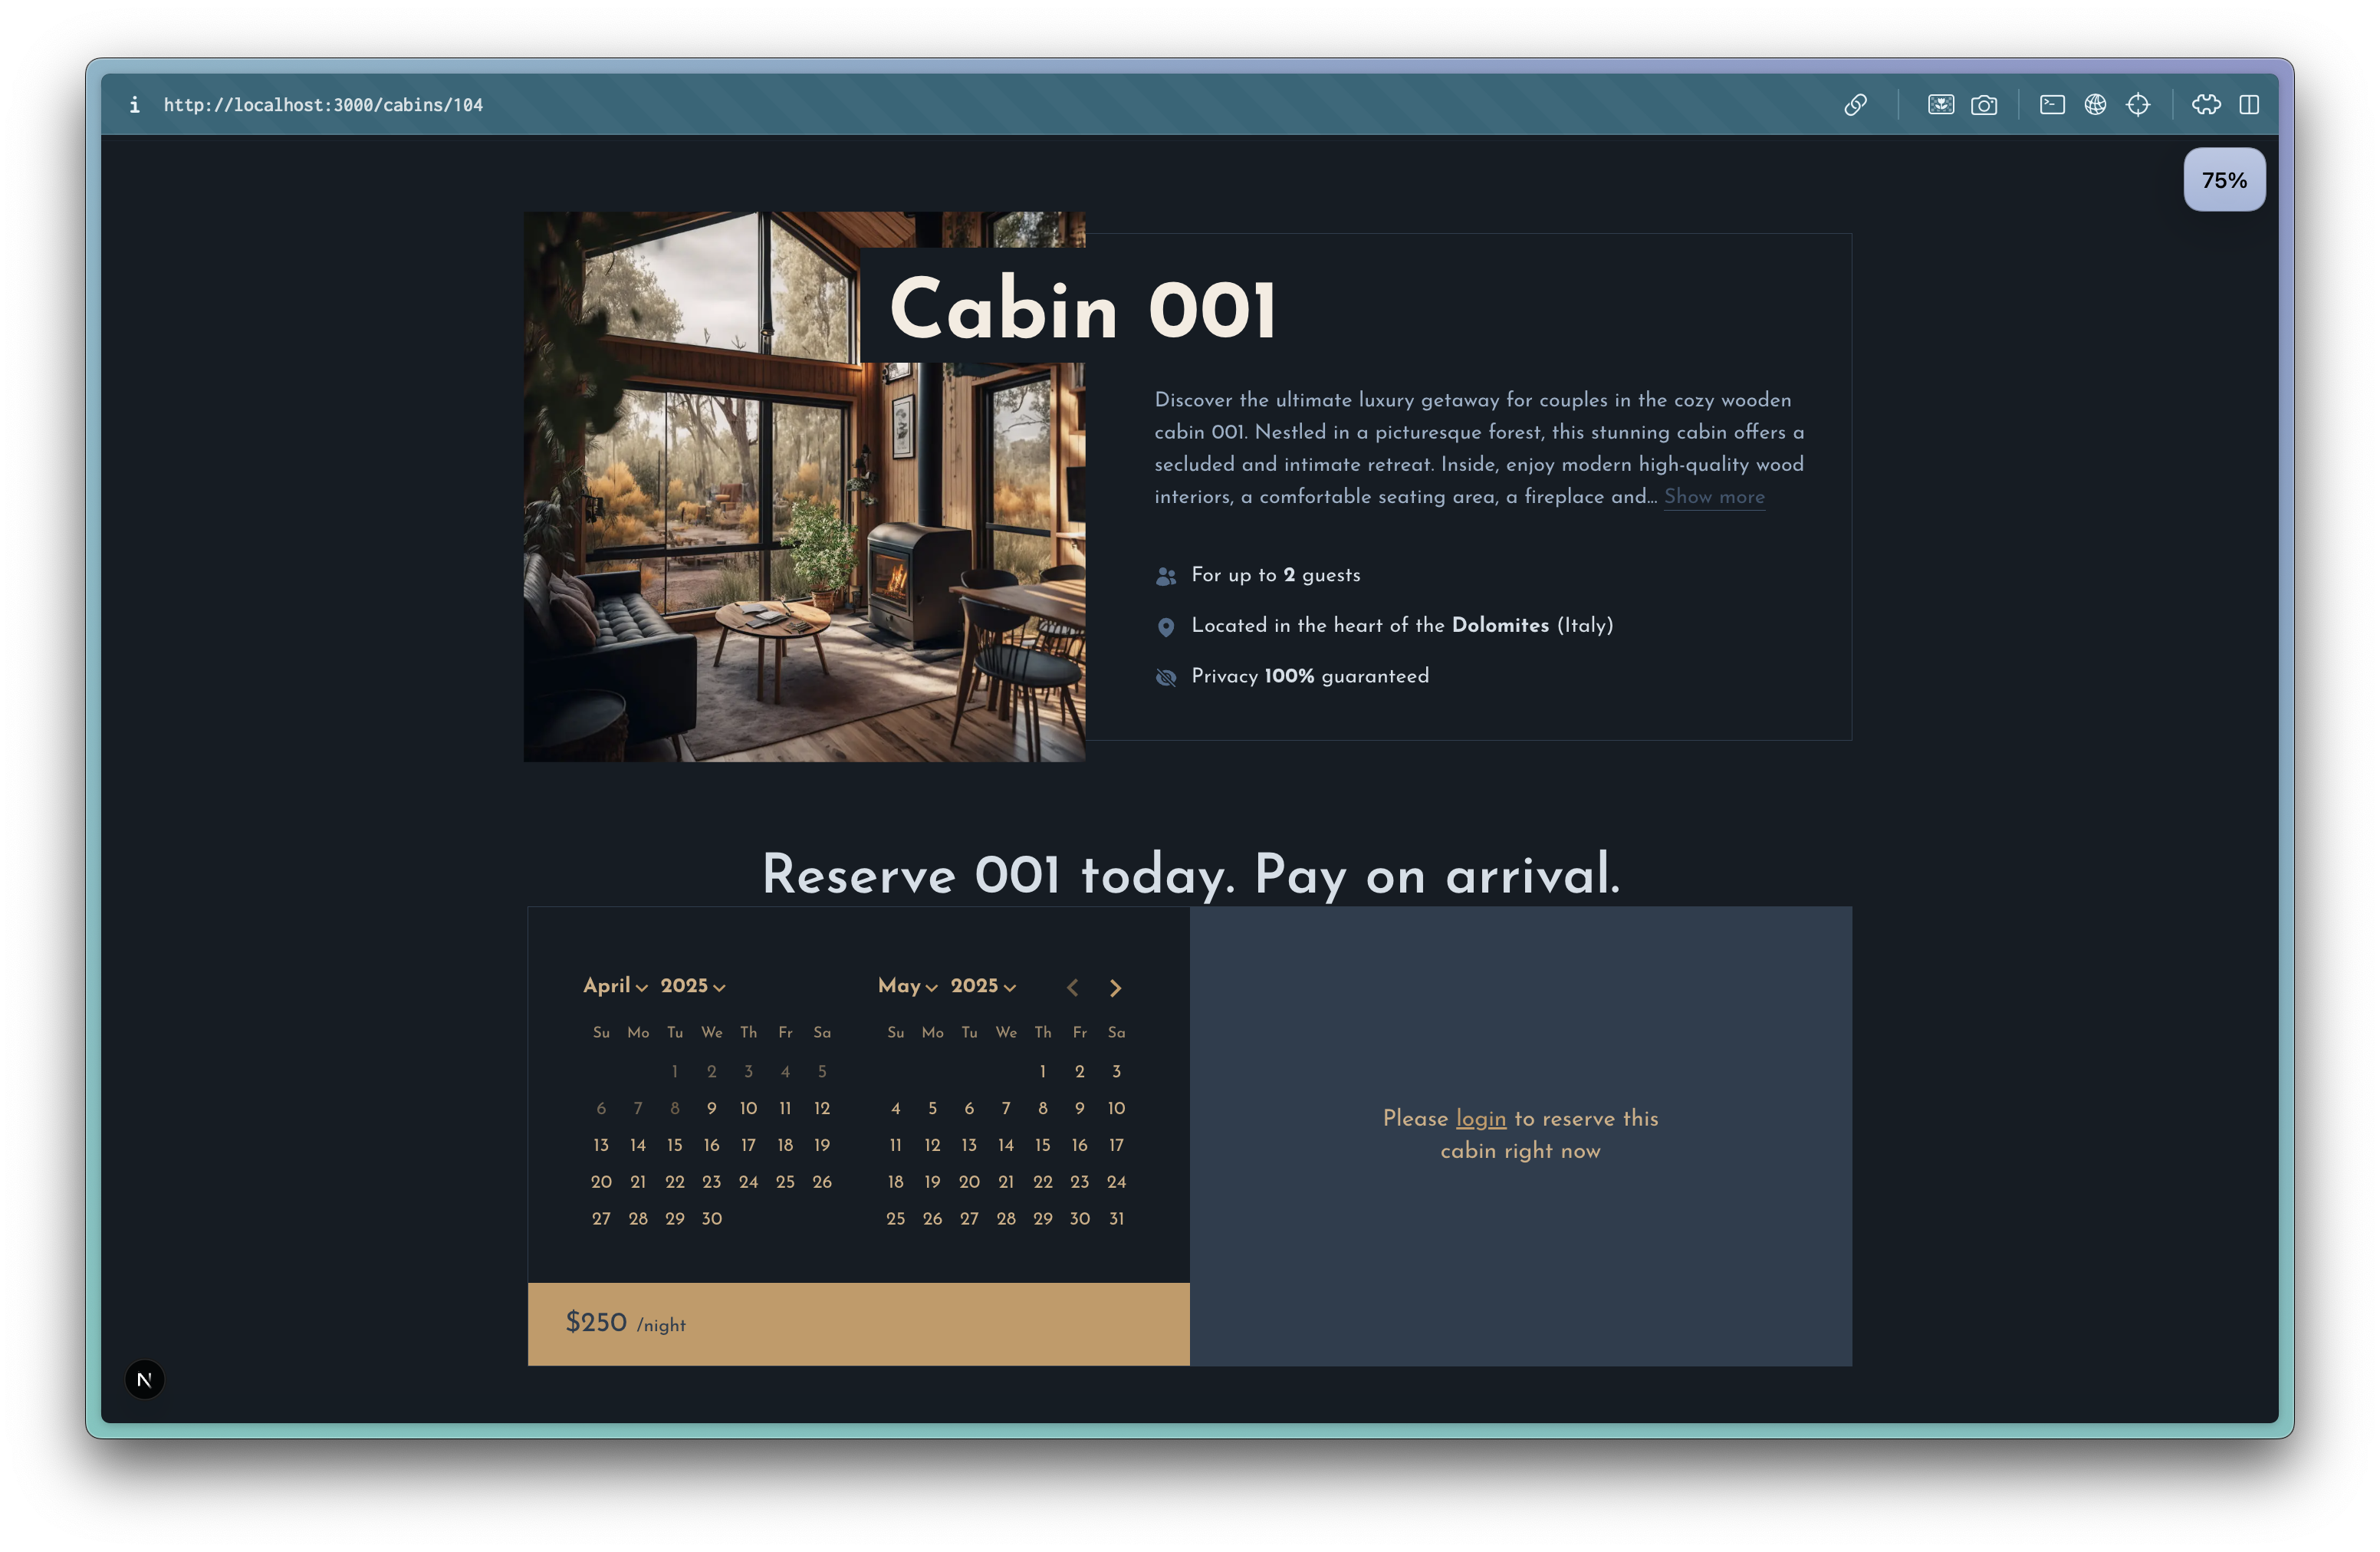 http://localhost:3000/cabins/104
75%
Cabin 001
Discover the ultimate luxury getaway for couples in the cozy wooden
cabin 001. Nestled in a picturesque forest, this stunning cabin offers a
secluded and intimate retreat. Inside, enjoy modern high-quality wood
interiors, a comfortable seating area, a fireplace and... Show more
For up to 2 guests
Located in the heart of the Dolomites (Italy)
Privacy 100% guaranteed
Reserve 001 today. Pay on arrival.
April 2025
Su Mo Tu We Th Fr Sa
1 2 3 4 5
6 7 8 9 10 11 12
13 14 15 16 17 18 19
20 21 22 23 24 25 26
27 28 29 30
May 2025
Su Mo Tu We Th Fr Sa
1 2 3
4 5 6 7 8 9 10
11 12 13 14 15 16 17
18 19 20 21 22 23 24
25 26 27 28 29 30 31
$250 /night
Please login to reserve this
cabin right now
N